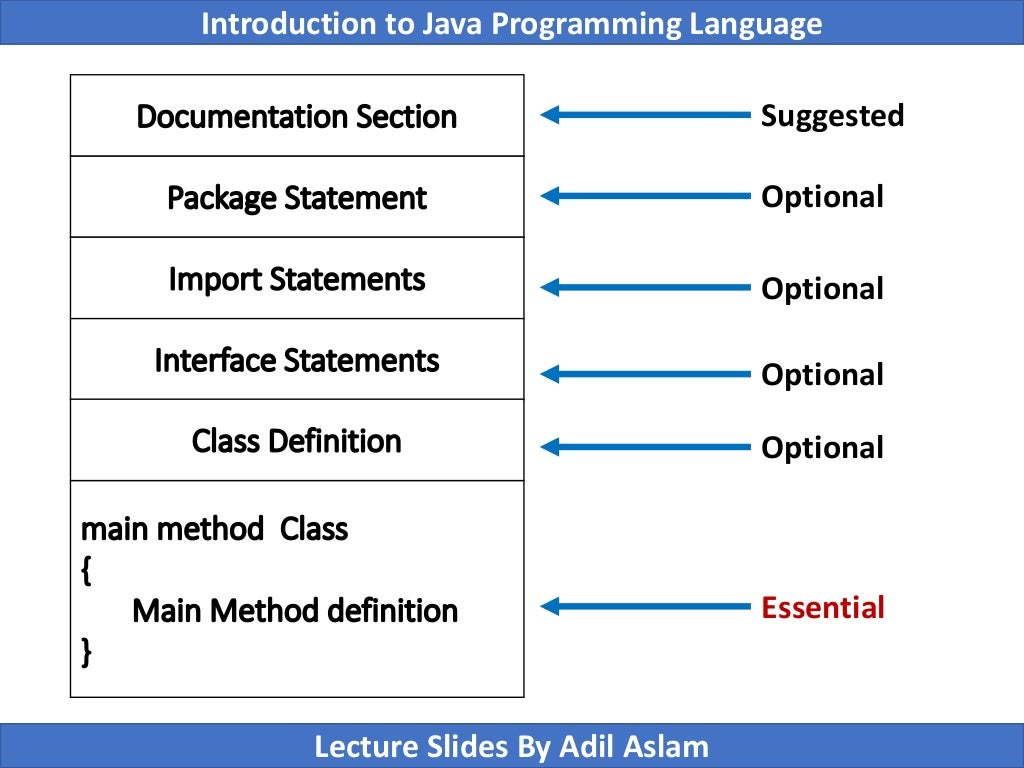 Introduction to Java Programming Language
Documentation Section
Suggested
Package Statement
Optional
Import Statements
Optional
Interface Statements
Optional
Class Definition
Optional
main method Class
{
Main Method definition
}
Essential
Lecture Slides By Adil Aslam